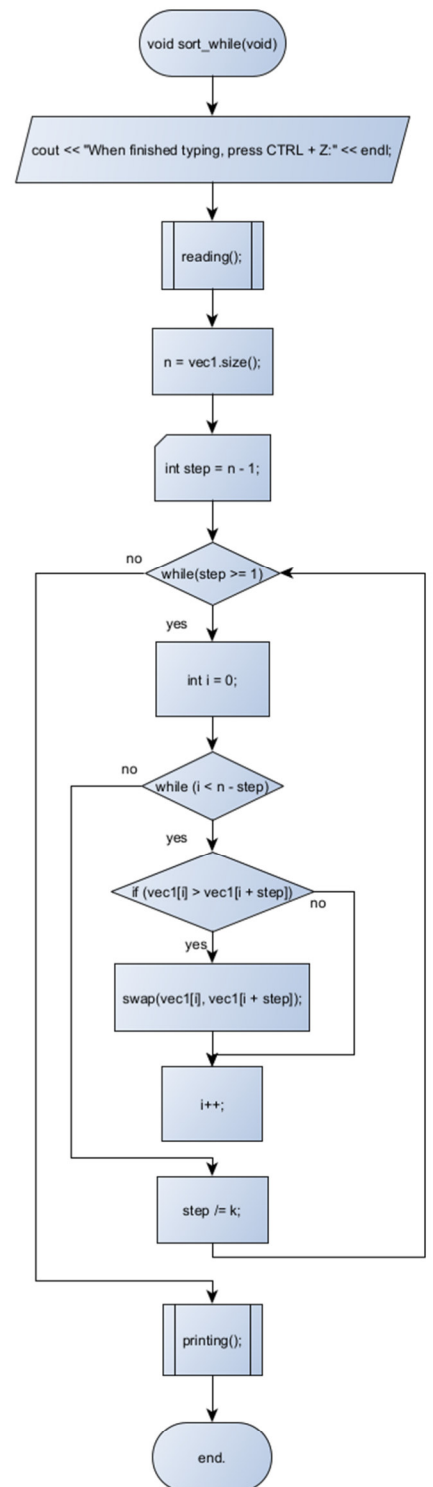 void sort_while(void)
cout << "When finished typing, press CTRL + Z:" << endl;
reading();
n = vec1.size();
int step = n - 1;
no
while(step >= 1)
yes
int i = 0;
no
while (i < n - step)
yes
if (vec1[i] > vec1[i + step])
no
yes
swap(vec1[i], vec1[i + step]);
i++;
step /= k;
printing();
end.